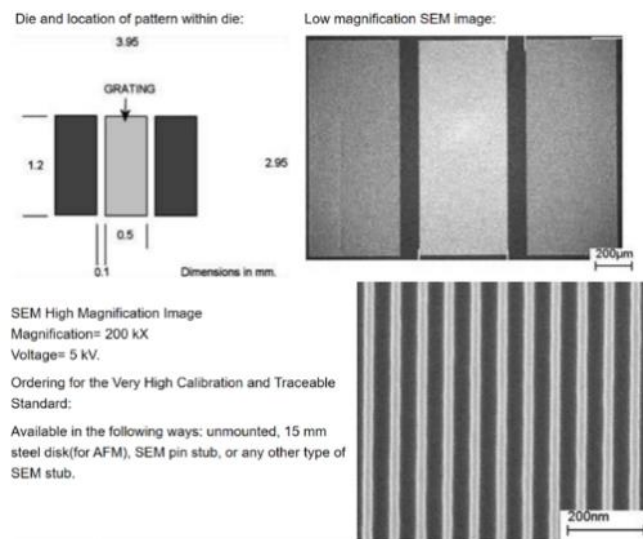 Die and location of pattern within die:
Low magnification SEM image:
3.95
GRATING
1.2
2.95
0.5
0.1
Dimensions in mm.
200µm
SEM High Magnification Image
Magnification= 200 kX
Voltage= 5 kV.
Ordering for the Very High Calibration and Traceable
Standard:
Available in the following ways: unmounted, 15 mm
steel disk(for AFM), SEM pin stub, or any other type of
SEM stub.
200nm